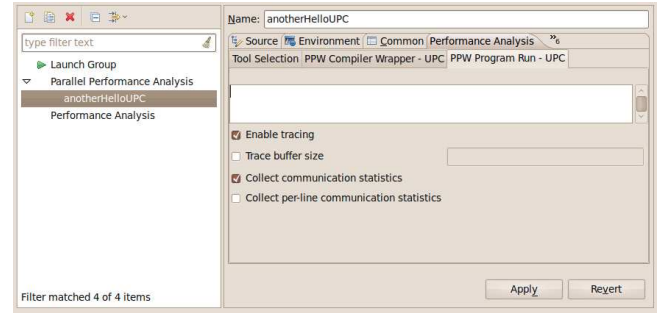 Name: anotherHelloUPC
type filter text
Launch Group
Parallel Performance Analysis
anotherHelloUPC
Performance Analysis
Filter matched 4 of 4 items
Source Environment Common Performance Analysis »6
Tool Selection PPW Compiler Wrapper - UPC PPW Program Run - UPC
Enable tracing
Trace buffer size
Collect communication statistics
Collect per-line communication statistics
Apply Revert